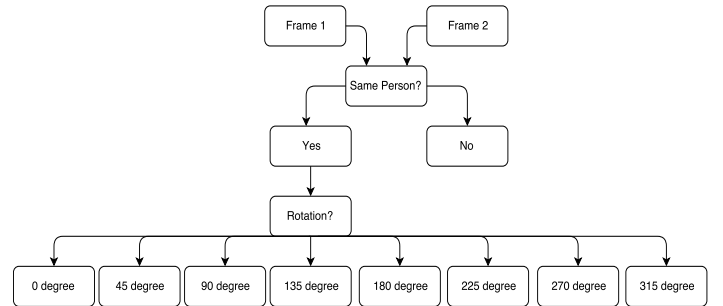 Frame 1
Frame 2
Same Person?
Yes
No
Rotation?
0 degree
45 degree
90 degree
135 degree
180 degree
225 degree
270 degree
315 degree